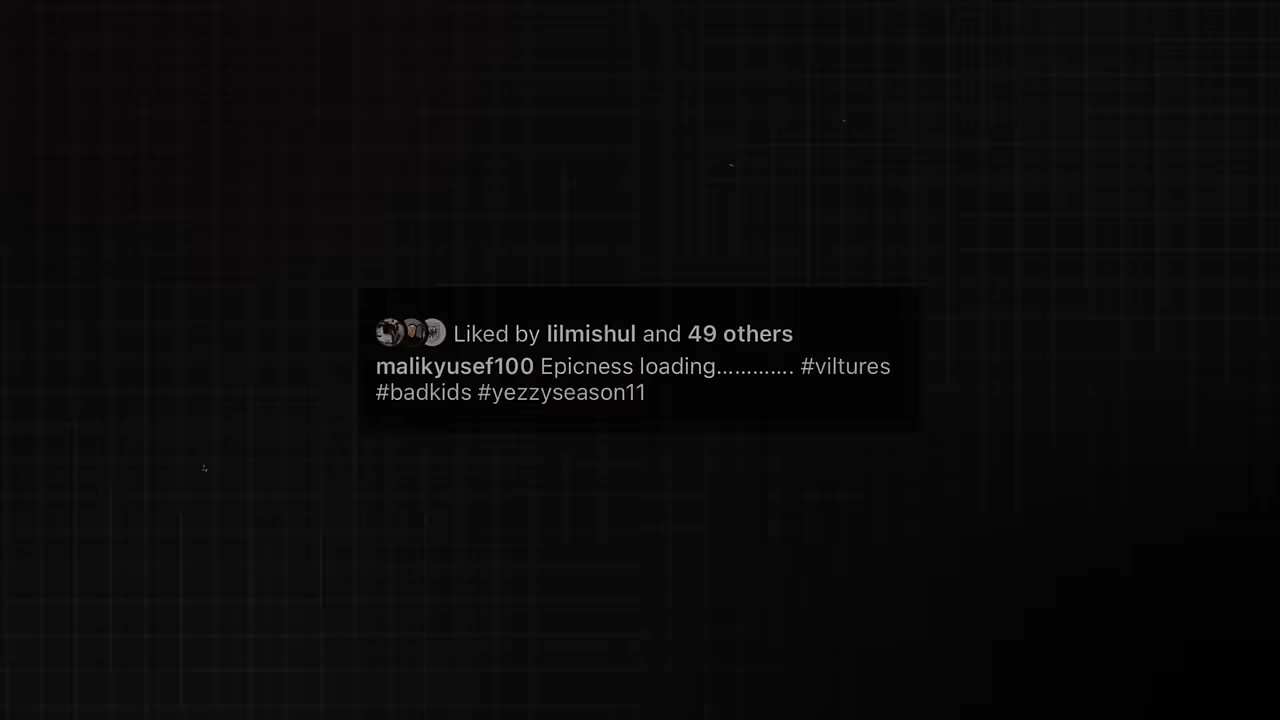 Liked by lilmishul and 49 others
malikyusef100 Epicness loading............. #viltures
#badkids #yezzyseason11